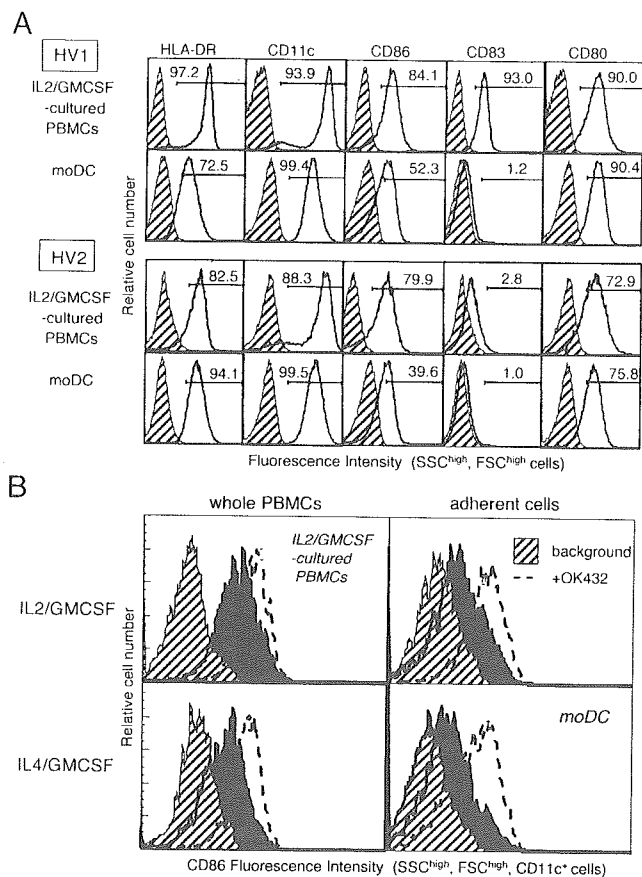 A
HV1
HLA-DR CD11c CD86 CD83 CD80
IL2/GMCSF
-cultured
PBMCs
97.2 93.9 84.1 93.0 90.0
moDC
72.5 99.4 52.3 1.2 90.4
Relative cell number
HV2
IL2/GMCSF
-cultured
PBMCs
82.5 88.3 79.9 2.8 72.9
moDC
94.1 99.5 39.6 1.0 75.8
Fluorescence Intensity (SSChigh, FSChigh cells)
B
whole PBMCs adherent cells
IL2/GMCSF
IL2/GMCSF
-cultured
PBMCs
background
+OK432
Relative cell number
IL4/GMCSF
moDC
CD86 Fluorescence Intensity (SSChigh, FSChigh, CD11c+ cells)